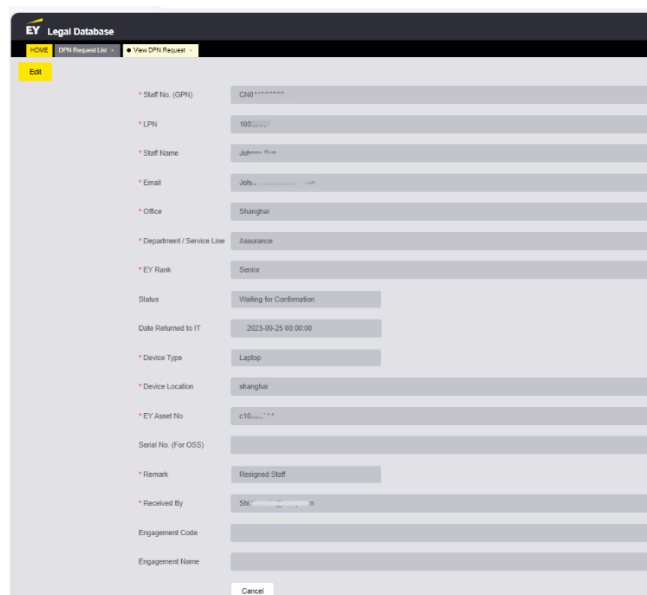 EY Legal Database
HOME DPN Request List × ● View DPN Request ×
Edit
* Staff No. (GPN) CN0
* LPN
* Staff Name
* Email
* Office Shanghai
* Department / Service Line Assurance
* EY Rank Senior
Status Waiting for Confirmation
Date Returned to IT 2023-09-25 00:00:00
* Device Type Laptop
* Device Location shanghai
* EY Asset No
Serial No. (For OSS)
* Remark Resigned Staff
* Received By
Engagement Code
Engagement Name
Cancel